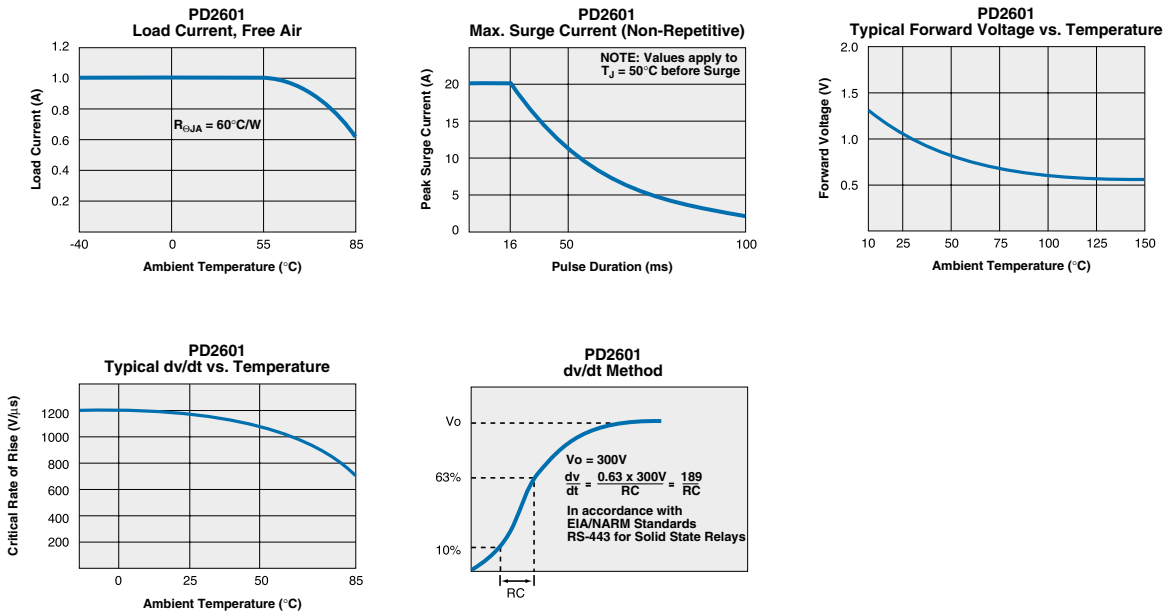 PD2601
Load Current, Free Air
1.2
1.0
0.8
0.6
0.4
0.2
Load Current (A)
RΘJA = 60°C/W
-40
0
55
85
Ambient Temperature (°C)
PD2601
Max. Surge Current (Non-Repetitive)
NOTE: Values apply to
TJ = 50°C before Surge
25
20
15
10
5
0
Peak Surge Current (A)
16
50
100
Pulse Duration (ms)
PD2601
Typical Forward Voltage vs. Temperature
2.0
1.5
1.0
0.5
Forward Voltage (V)
10
25
50
75
100
125
150
Ambient Temperature (°C)
PD2601
Typical dv/dt vs. Temperature
1200
1000
800
600
400
200
Critical Rate of Rise (V/µs)
0
25
50
85
Ambient Temperature (°C)
PD2601
dv/dt Method
Vo
63%
10%
Vo = 300V
dv/dt = 0.63 x 300V/RC = 189/RC
In accordance with
EIA/NARM Standards
RS-443 for Solid State Relays
RC